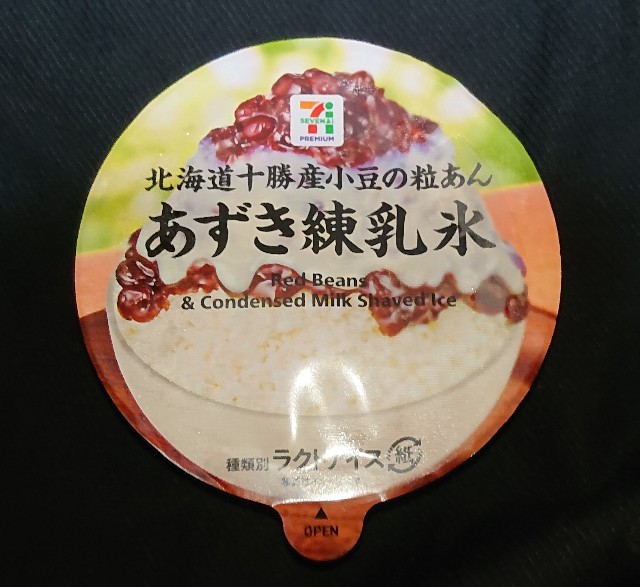 SEVEN&i
PREMIUM
北海道十勝産小豆の粒あん
あずき練乳氷
Red Beans
& Condensed Milk Shaved Ice
種類別 ラクトアイス 紙
OPEN